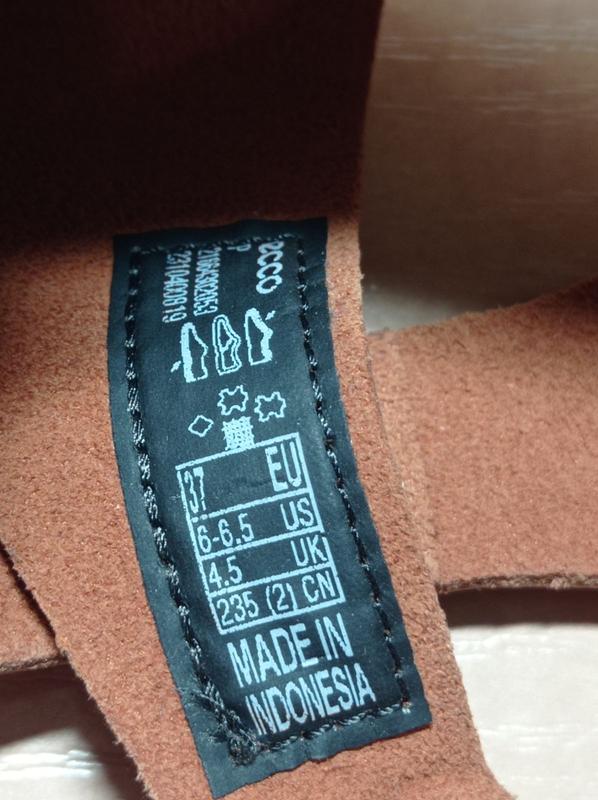 ecco
37 EU
6-6.5 US
4.5 UK
235 (2) CN
MADE IN
INDONESIA